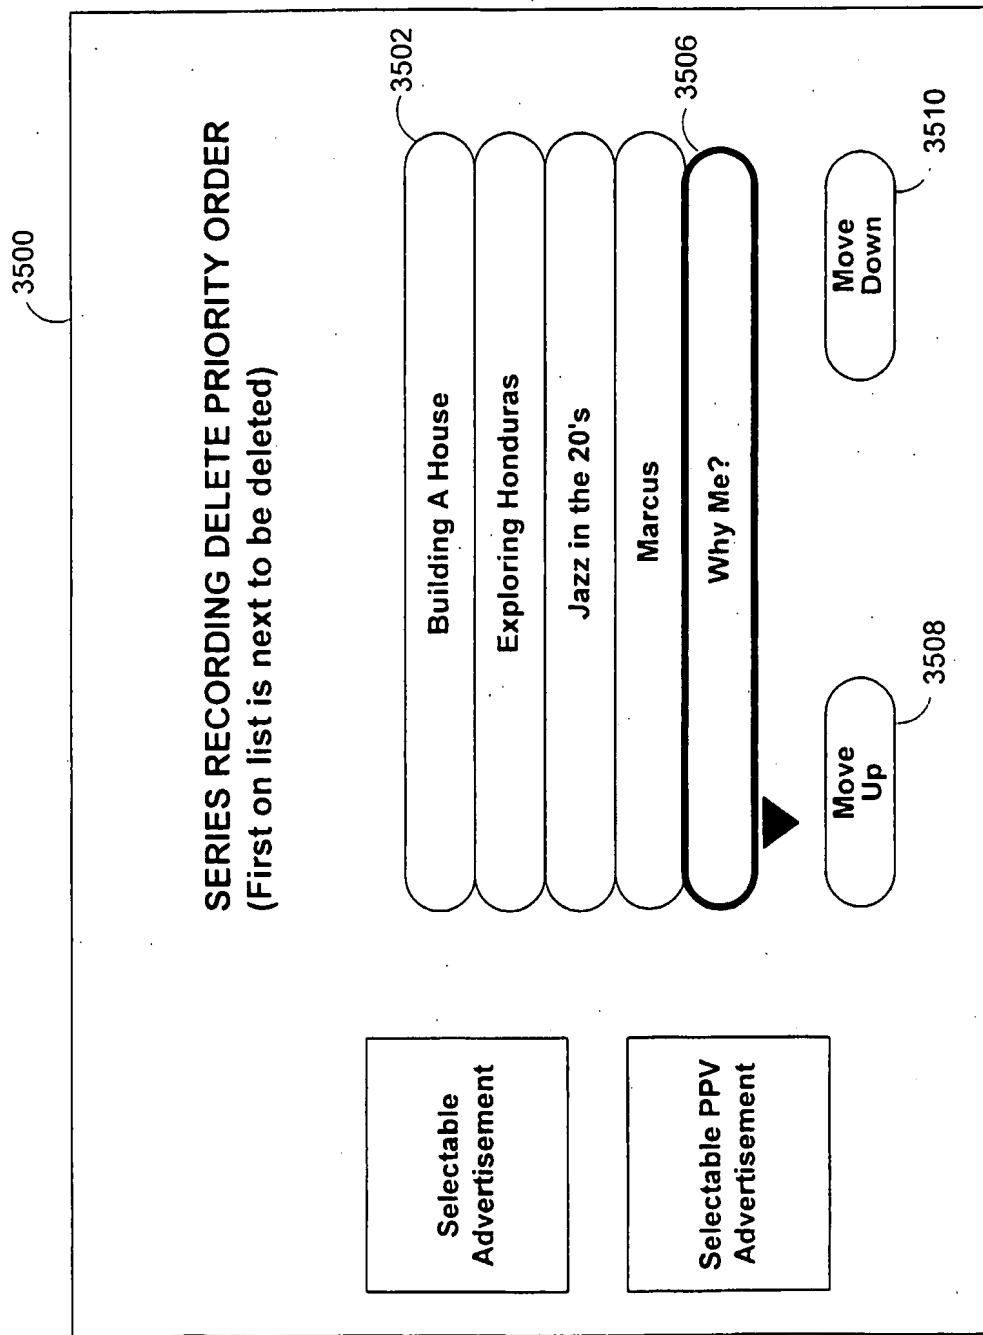 3500
SERIES RECORDING DELETE PRIORITY ORDER
(First on list is next to be deleted)
3502
Building A House
Exploring Honduras
Jazz in the 20's
Marcus
3506
Why Me?
Selectable
Advertisement
Selectable PPV
Advertisement
Move
Up
3508
Move
Down
3510